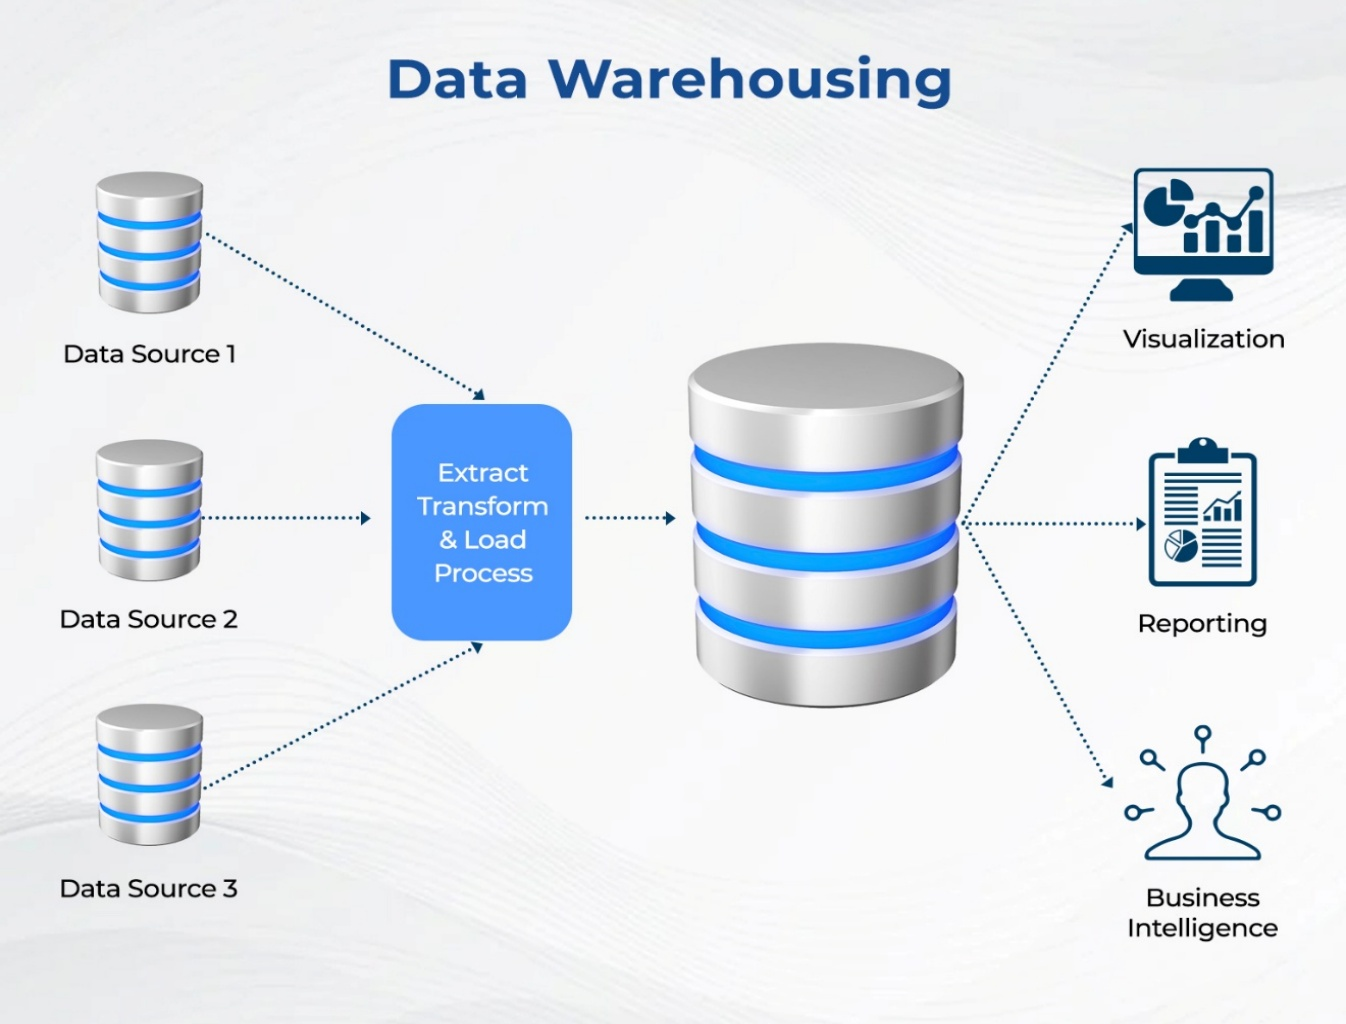 Data Warehousing
Data Source 1
Data Source 2
Data Source 3
Extract
Transform
& Load
Process
Visualization
Reporting
Business
Intelligence